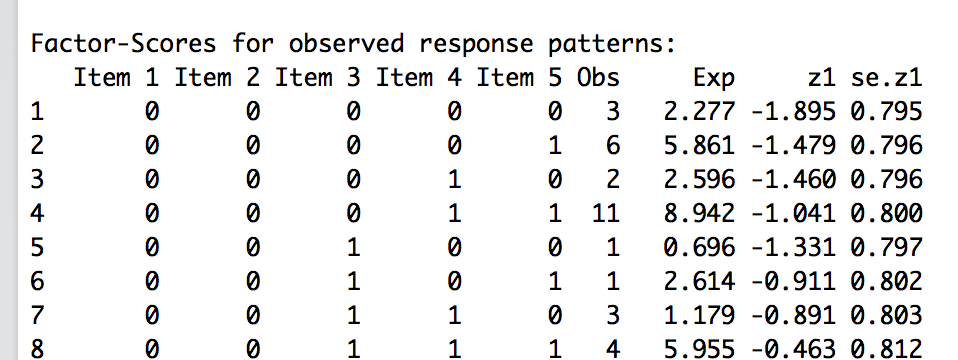 Factor-Scores for observed response patterns:
Item 1 Item 2 Item 3 Item 4 Item 5 Obs Exp z1 se.z1
1 0 0 0 0 0 3 2.277 -1.895 0.795
2 0 0 0 0 1 6 5.861 -1.479 0.796
3 0 0 0 1 0 2 2.596 -1.460 0.796
4 0 0 0 1 1 11 8.942 -1.041 0.800
5 0 0 1 0 0 1 0.696 -1.331 0.797
6 0 0 1 0 1 1 2.614 -0.911 0.802
7 0 0 1 1 0 3 1.179 -0.891 0.803
8 0 0 1 1 1 4 5.955 -0.463 0.812